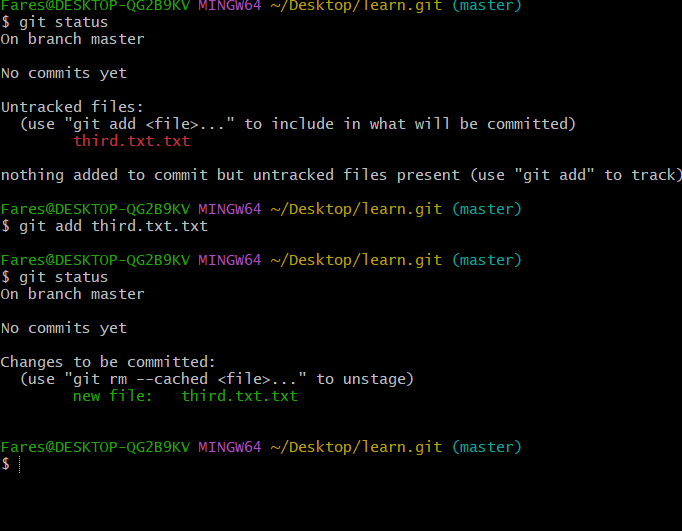 Fares@DESKTOP-QG2B9KV MINGW64 ~/Desktop/learn.git (master)
$ git status
On branch master
No commits yet
Untracked files:
(use "git add <file>..." to include in what will be committed)
third.txt.txt
nothing added to commit but untracked files present (use "git add" to track)
Fares@DESKTOP-QG2B9KV MINGW64 ~/Desktop/learn.git (master)
$ git add third.txt.txt
Fares@DESKTOP-QG2B9KV MINGW64 ~/Desktop/learn.git (master)
$ git status
On branch master
No commits yet
Changes to be committed:
(use "git rm --cached <file>..." to unstage)
new file:   third.txt.txt
Fares@DESKTOP-QG2B9KV MINGW64 ~/Desktop/learn.git (master)
$